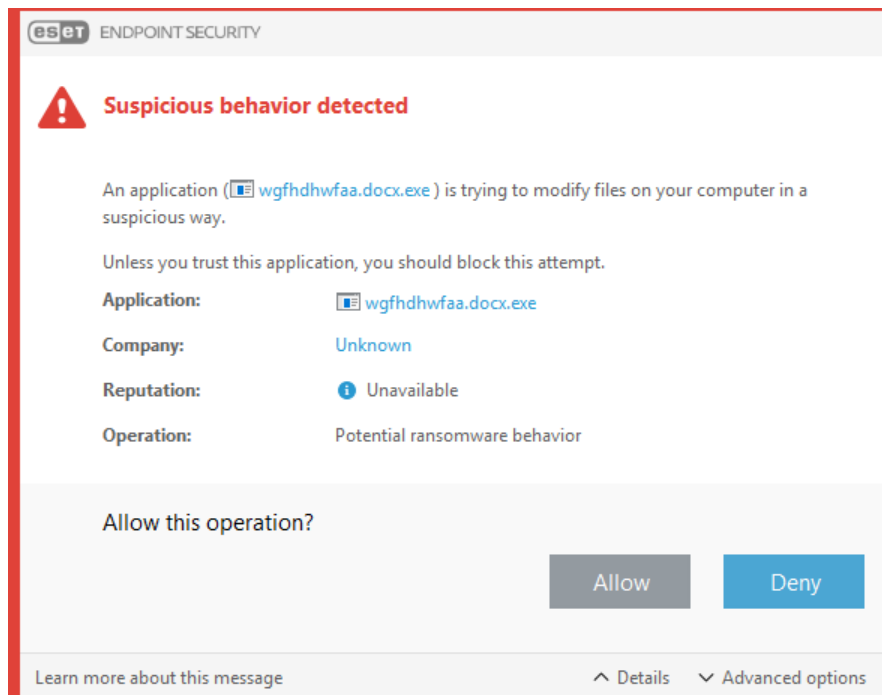 eset ENDPOINT SECURITY
Suspicious behavior detected
An application ( wgfhdhwfaa.docx.exe ) is trying to modify files on your computer in a
suspicious way.
Unless you trust this application, you should block this attempt.
Application: wgfhdhwfaa.docx.exe
Company: Unknown
Reputation: Unavailable
Operation: Potential ransomware behavior
Allow this operation?
Allow Deny
Learn more about this message Details Advanced options